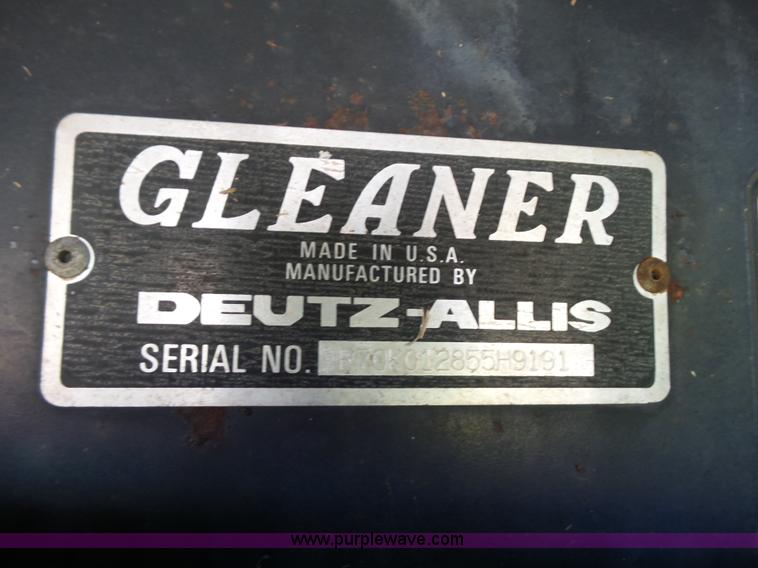 GLEANER
MADE IN U.S.A.
MANUFACTURED BY
DEUTZ-ALLIS
SERIAL NO.
www.purplewave.com